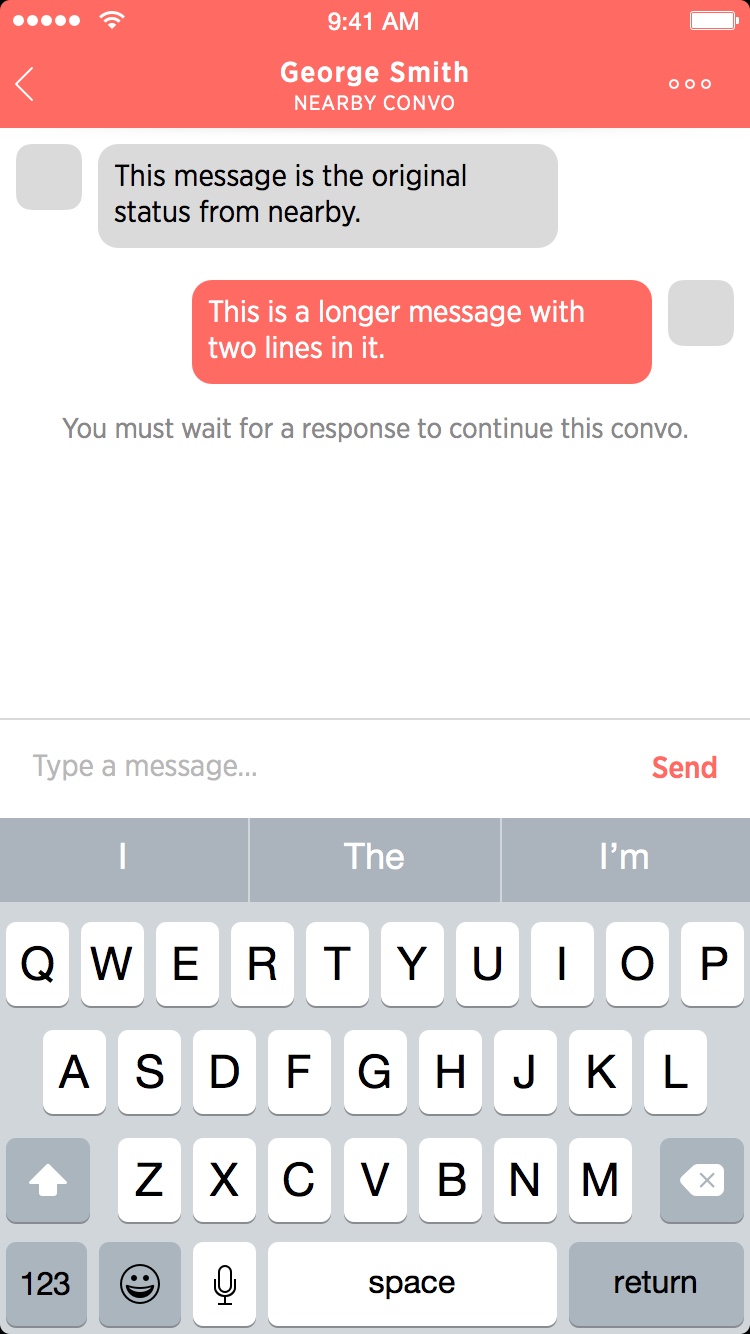 9:41 AM
George Smith
NEARBY CONVO
This message is the original
status from nearby.
This is a longer message with
two lines in it.
You must wait for a response to continue this convo.
Type a message... Send
I The I’m
Q W E R T Y U I O P
A S D F G H J K L
Z X C V B N M
123 space return